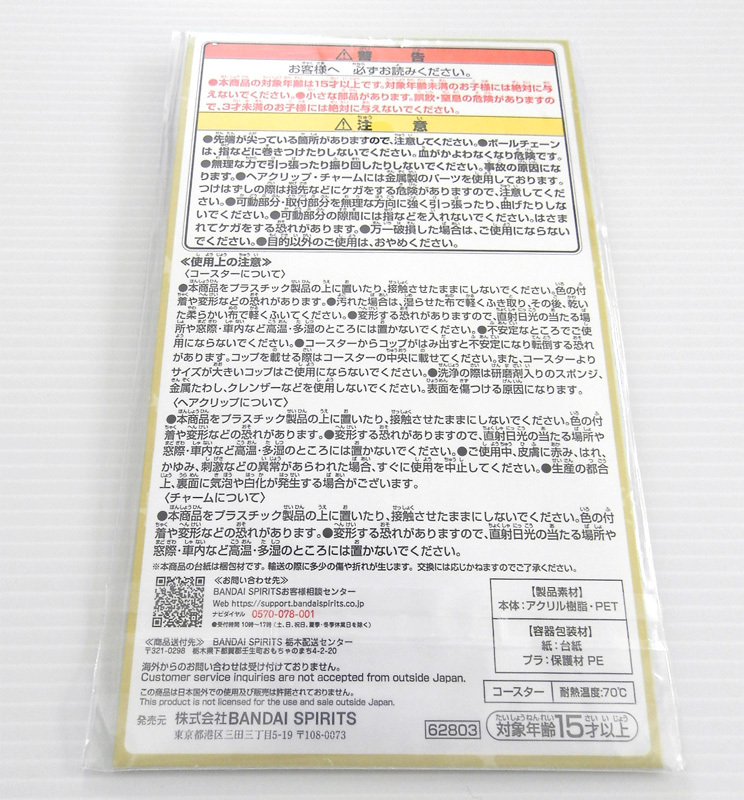 ⚠警 告
お客様へ 必ずお読みください。
●本商品の対象年齢は15才以上です。対象年齢未満のお子様には絶対に与
えないでください。●小さな部品があります。誤飲・窒息の危険がありますの
で、3才未満のお子様には絶対に与えないでください。
⚠注 意
●先端が尖っている箇所がありますので、注意してください。●ボールチェーン
は、指などに巻きつけたりしないでください。血がかよわなくなり危険です。
●無理な力で引っ張ったり振り回したりしないでください。事故の原因にな
ります。●ヘアクリップ・チャームには金属製のパーツを使用しております。
つけはずしの際は指先などにケガをする危険がありますので、注意してくだ
さい。●可動部分・取付部分を無理な方向に強く引っ張ったり、曲げたりしな
いでください。●可動部分の隙間には指などを入れないでください。はさま
れてケガをする恐れがあります。●万一破損した場合は、ご使用にならない
でください。●目的以外のご使用は、おやめください。
≪使用上の注意≫
〈コースターについて〉
●本商品をプラスチック製品の上に置いたり、接触させたままにしないでください。色の付
着や変形などの恐れがあります。●汚れた場合は、湿らせた布で軽くふき取り、その後、乾い
た柔らかい布で軽くふいてください。●変形する恐れがありますので、直射日光の当たる場
所や窓際・車内など高温・多湿のところには置かないでください。●不安定なところでご使
用にならないでください。●コースターからコップがはみ出すと不安定になり転倒する恐れ
があります。コップを載せる際はコースターの中央に載せてください。また、コースターより
サイズが大きいコップはご使用にならないでください。●洗浄の際は研磨剤入りのスポンジ、
金属たわし、クレンザーなどを使用しないでください。表面を傷つける原因になります。
〈ヘアクリップについて〉
●本商品をプラスチック製品の上に置いたり、接触させたままにしないでください。色の付
着や変形などの恐れがあります。●変形する恐れがありますので、直射日光の当たる場所や
窓際・車内など高温・多湿のところには置かないでください。●ご使用中、皮膚に赤み、はれ、
かゆみ、刺激などの異常があらわれた場合、すぐに使用を中止してください。●生産の都合
上、裏面に気泡や白化が発生する場合がございます。
〈チャームについて〉
●本商品をプラスチック製品の上に置いたり、接触させたままにしないでください。色の付
着や変形などの恐れがあります。●変形する恐れがありますので、直射日光の当たる場所や
窓際・車内など高温・多湿のところには置かないでください。
※本商品の台紙は梱包材です。輸送の際に多少の傷や折れが生じます。交換には応じかねますのでご了承ください。
≪お問い合わせ先≫
BANDAI SPIRITSお客様相談センター
Web https://support.bandaispirits.co.jp
ナビダイヤル 0570-078-001
●受付時間 10時～17時(土、日、祝日、夏季・冬季休業日を除く)
≪商品送付先≫ BANDAI SPIRITS 栃木配送センター
〒321-0298 栃木県下都賀郡壬生町おもちゃのまち4-2-20
海外からのお問い合わせは受け付けておりません。
Customer service inquiries are not accepted from outside Japan.
この商品は日本国外での使用及び販売は許諾されておりません。
This product is not licensed for the use and sale outside Japan.
発売元 株式会社BANDAI SPIRITS
東京都港区三田三丁目5-19 〒108-0073
【製品素材】
本体:アクリル樹脂・PET
【容器包装材】
紙:台紙
プラ:保護材 PE
コースター 耐熱温度:70℃
62803
対象年齢15才以上